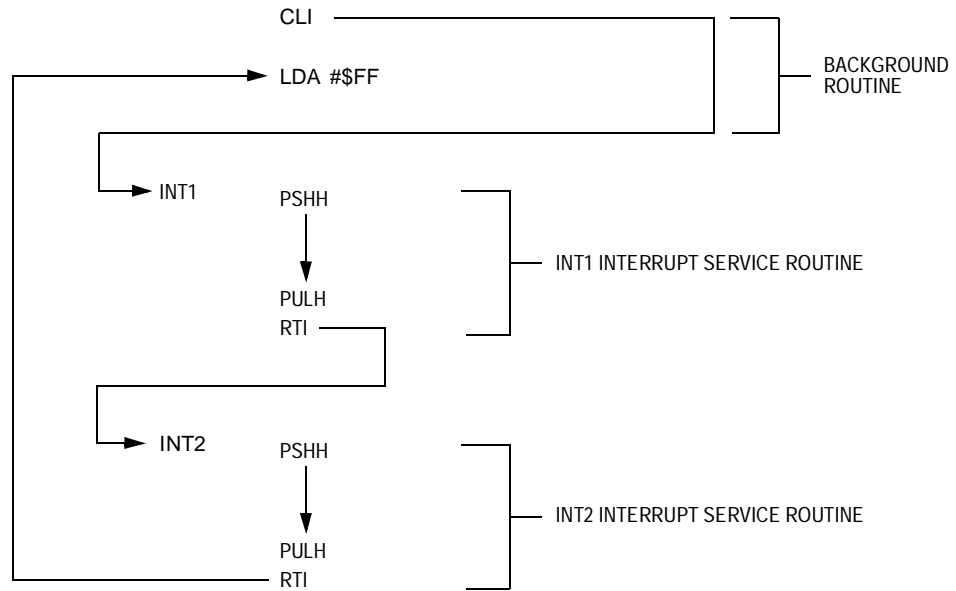 CLI
LDA #$FF
BACKGROUND
ROUTINE
INT1
PSHH
INT1 INTERRUPT SERVICE ROUTINE
PULH
RTI
INT2
PSHH
INT2 INTERRUPT SERVICE ROUTINE
PULH
RTI